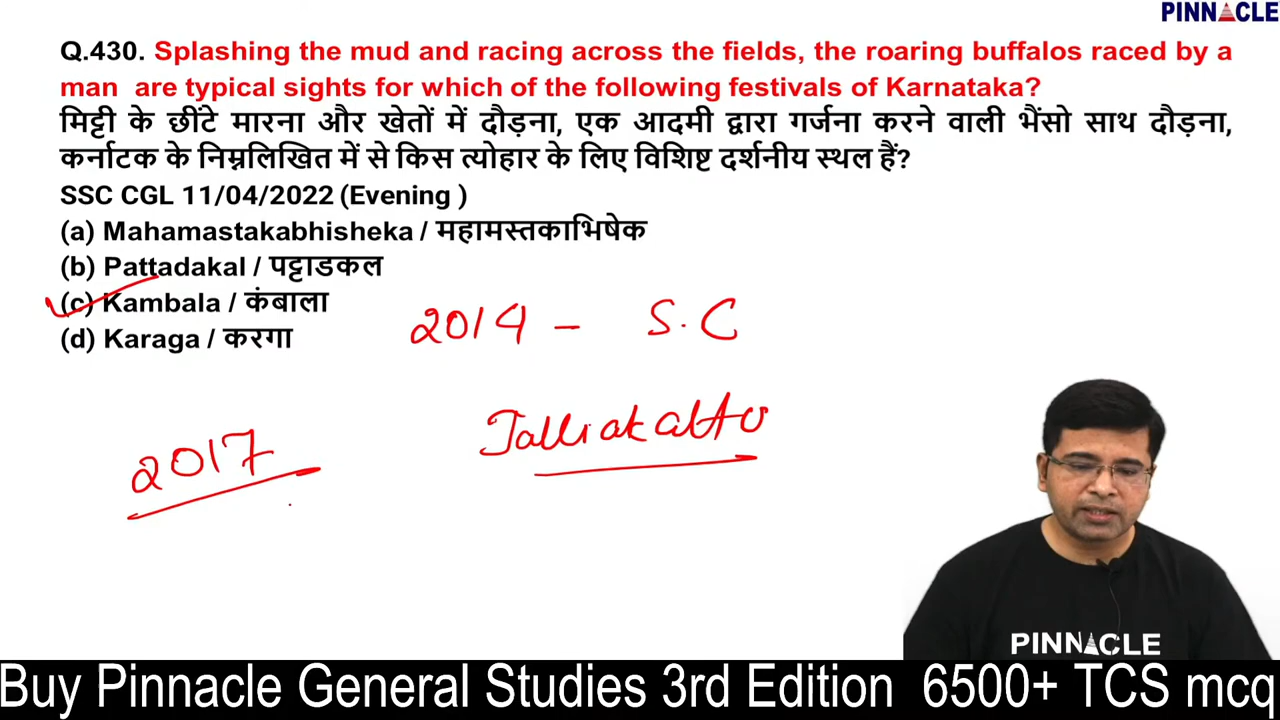 PINNACLE
Q.430. Splashing the mud and racing across the fields, the roaring buffalos raced by a
man are typical sights for which of the following festivals of Karnataka?
मिट्टी के छींटे मारना और खेतों में दौड़ना, एक आदमी द्वारा गर्जना करने वाली भैंसो साथ दौड़ना,
कर्नाटक के निम्नलिखित में से किस त्योहार के लिए विशिष्ट दर्शनीय स्थल हैं?
SSC CGL 11/04/2022 (Evening )
(a) Mahamastakabhisheka / महामस्तकाभिषेक
(b) Pattadakal / पट्टाडकल
(c) Kambala / कंबाला
(d) Karaga / करगा
2014 - S.C
2017
PINNACLE
Buy Pinnacle General Studies 3rd Edition 6500+ TCS mcq